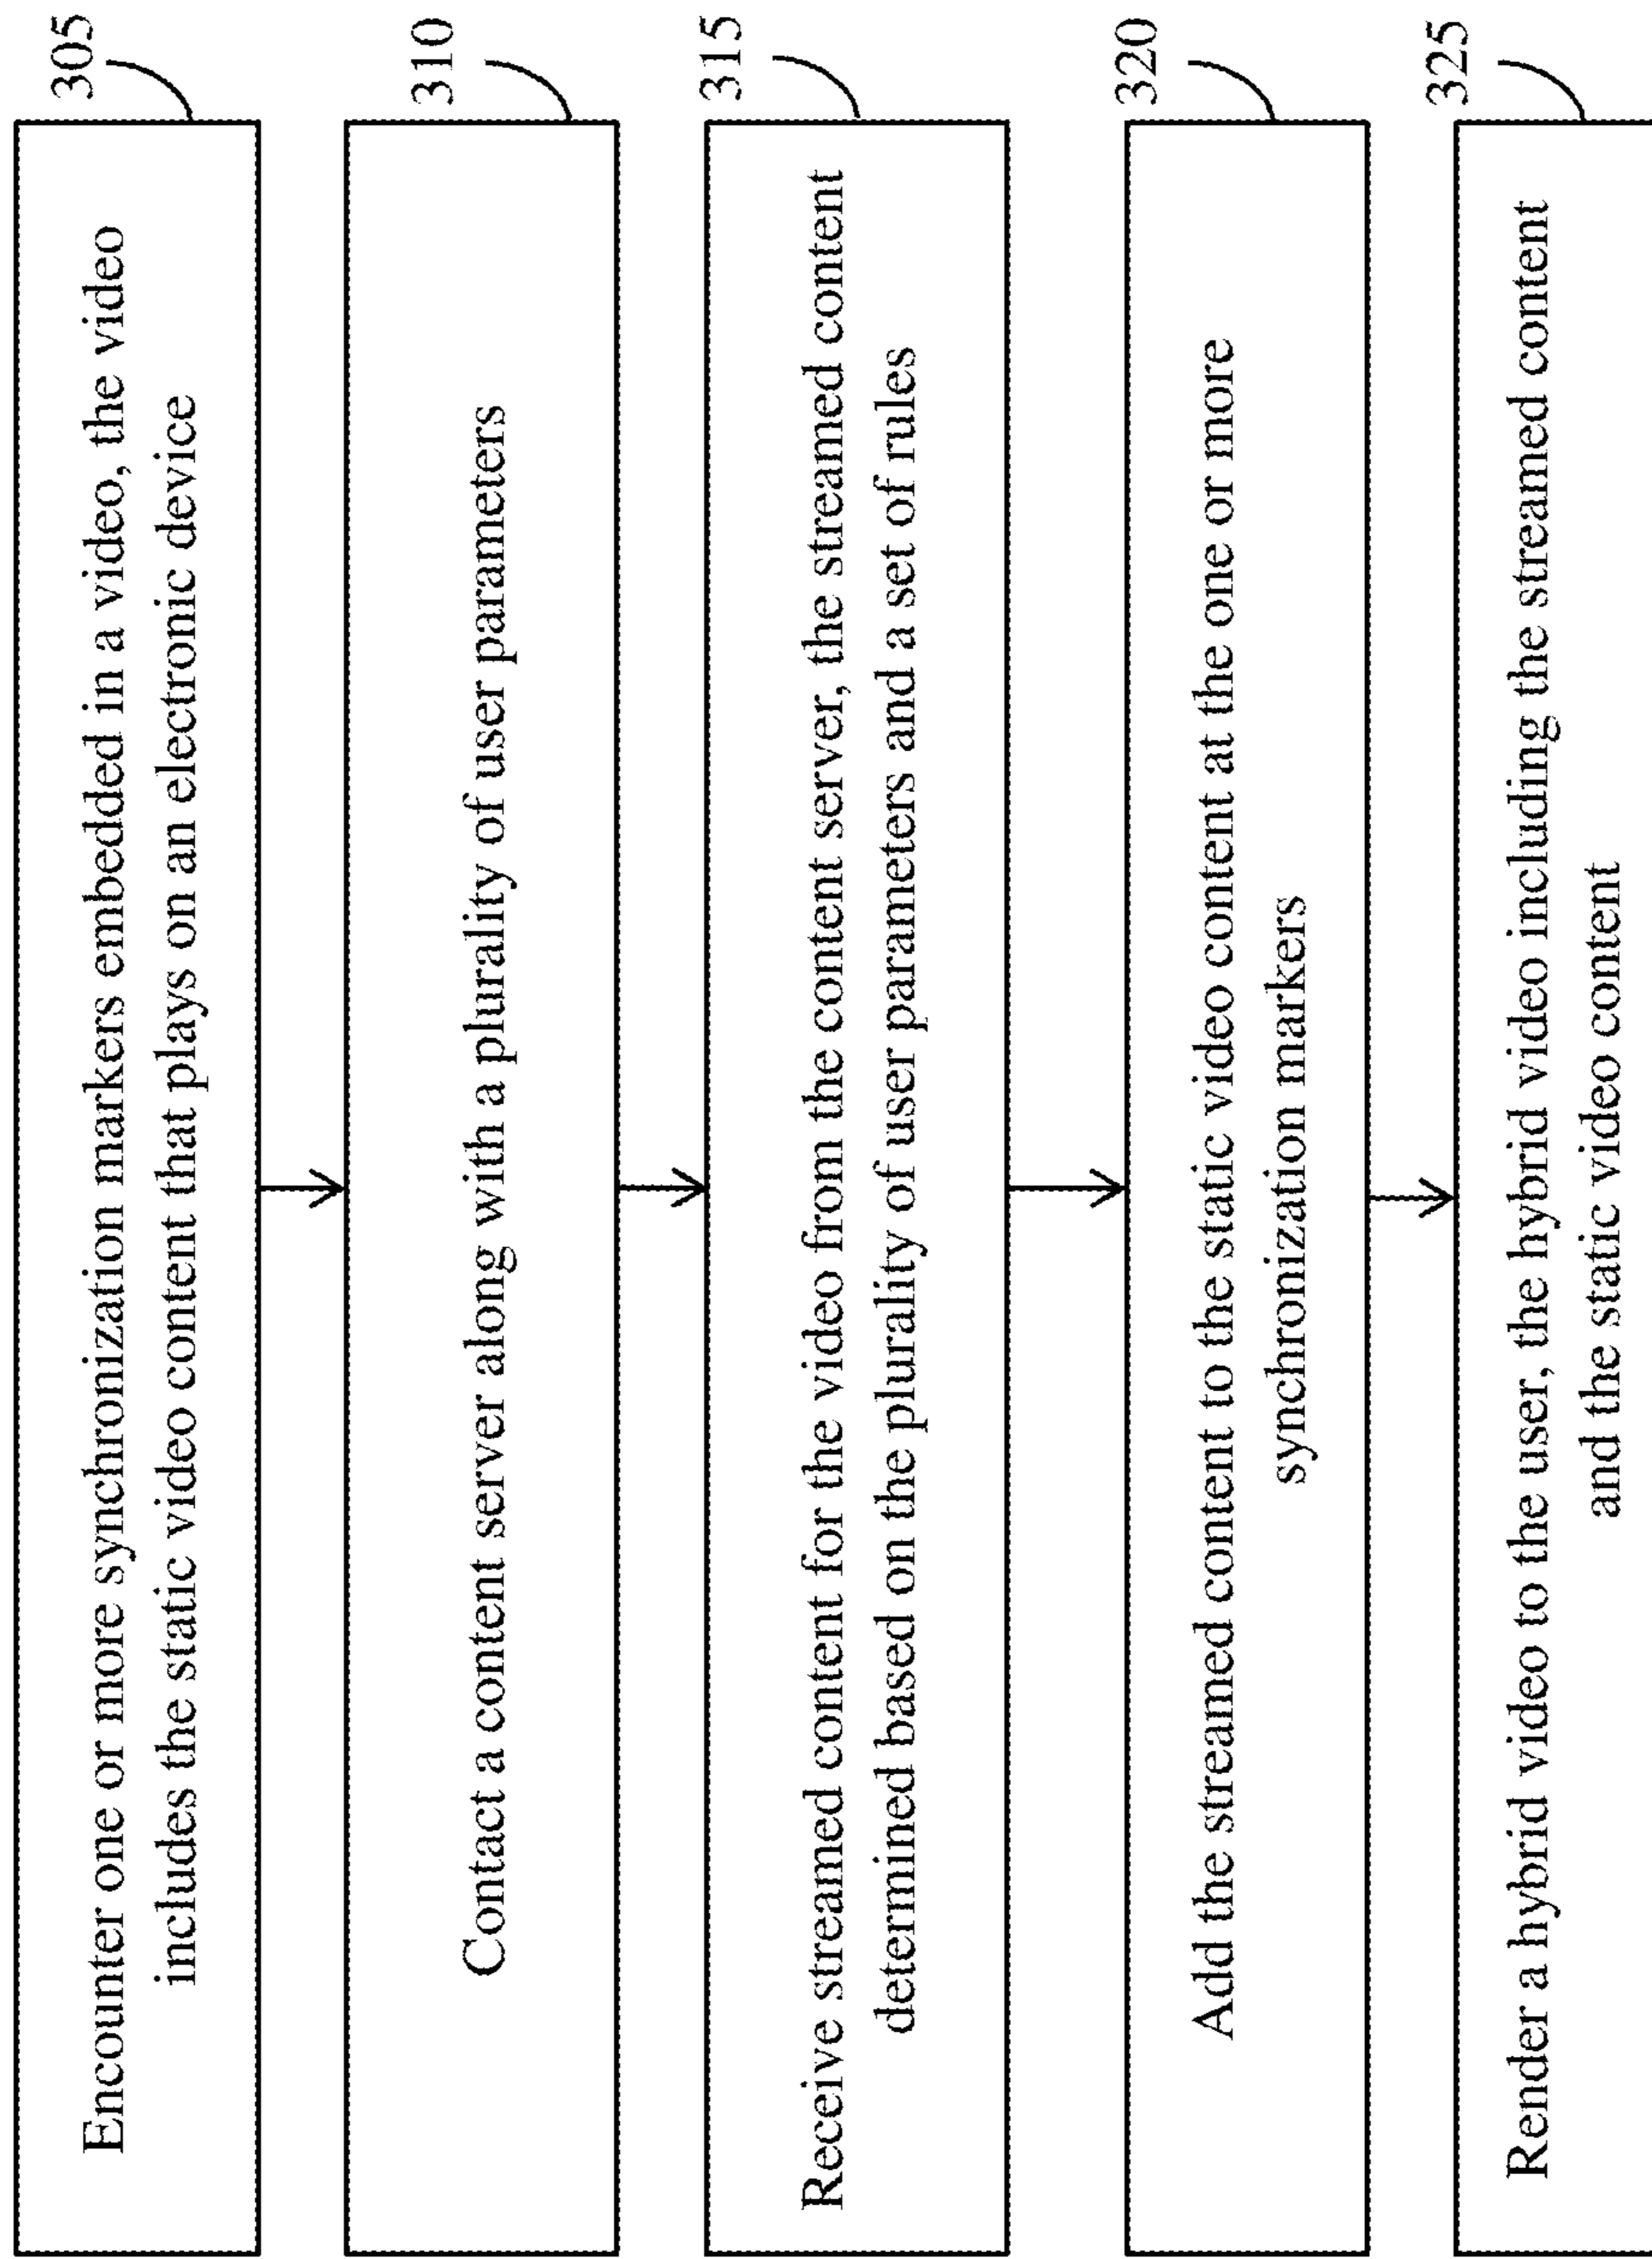 305
Encounter one or more synchronization markers embedded in a video, the video
includes the static video content that plays on an electronic device
310
Contact a content server along with a plurality of user parameters
315
Receive streamed content for the video from the content server, the streamed content
determined based on the plurality of user parameters and a set of rules
320
Add the streamed content to the static video content at the one or more
synchronization markers
325
Render a hybrid video to the user, the hybrid video including the streamed content
and the static video content